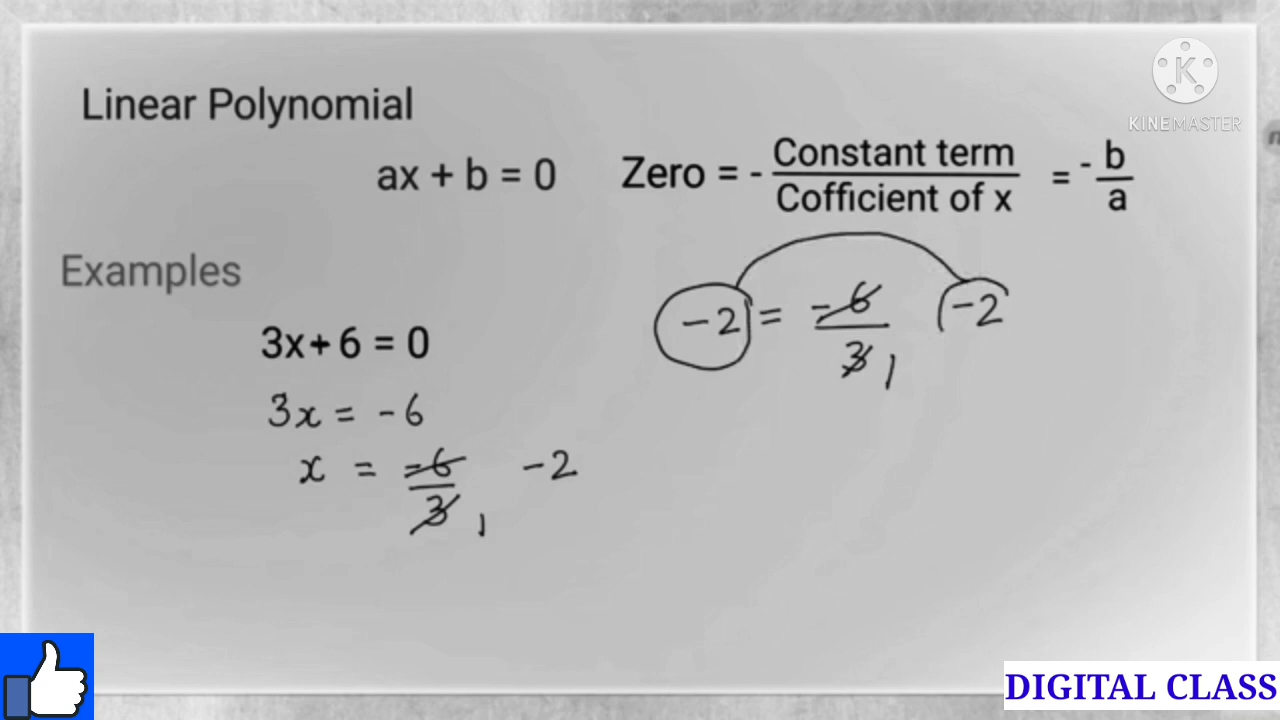 Linear Polynomial
KINEMASTER
ax + b = 0 Zero = - Constant term / Cofficient of x = - b / a
Examples
-2 = -6 / 3 1 -2
3x + 6 = 0
3x = -6
x = -6 / 3 1 -2
DIGITAL CLASS